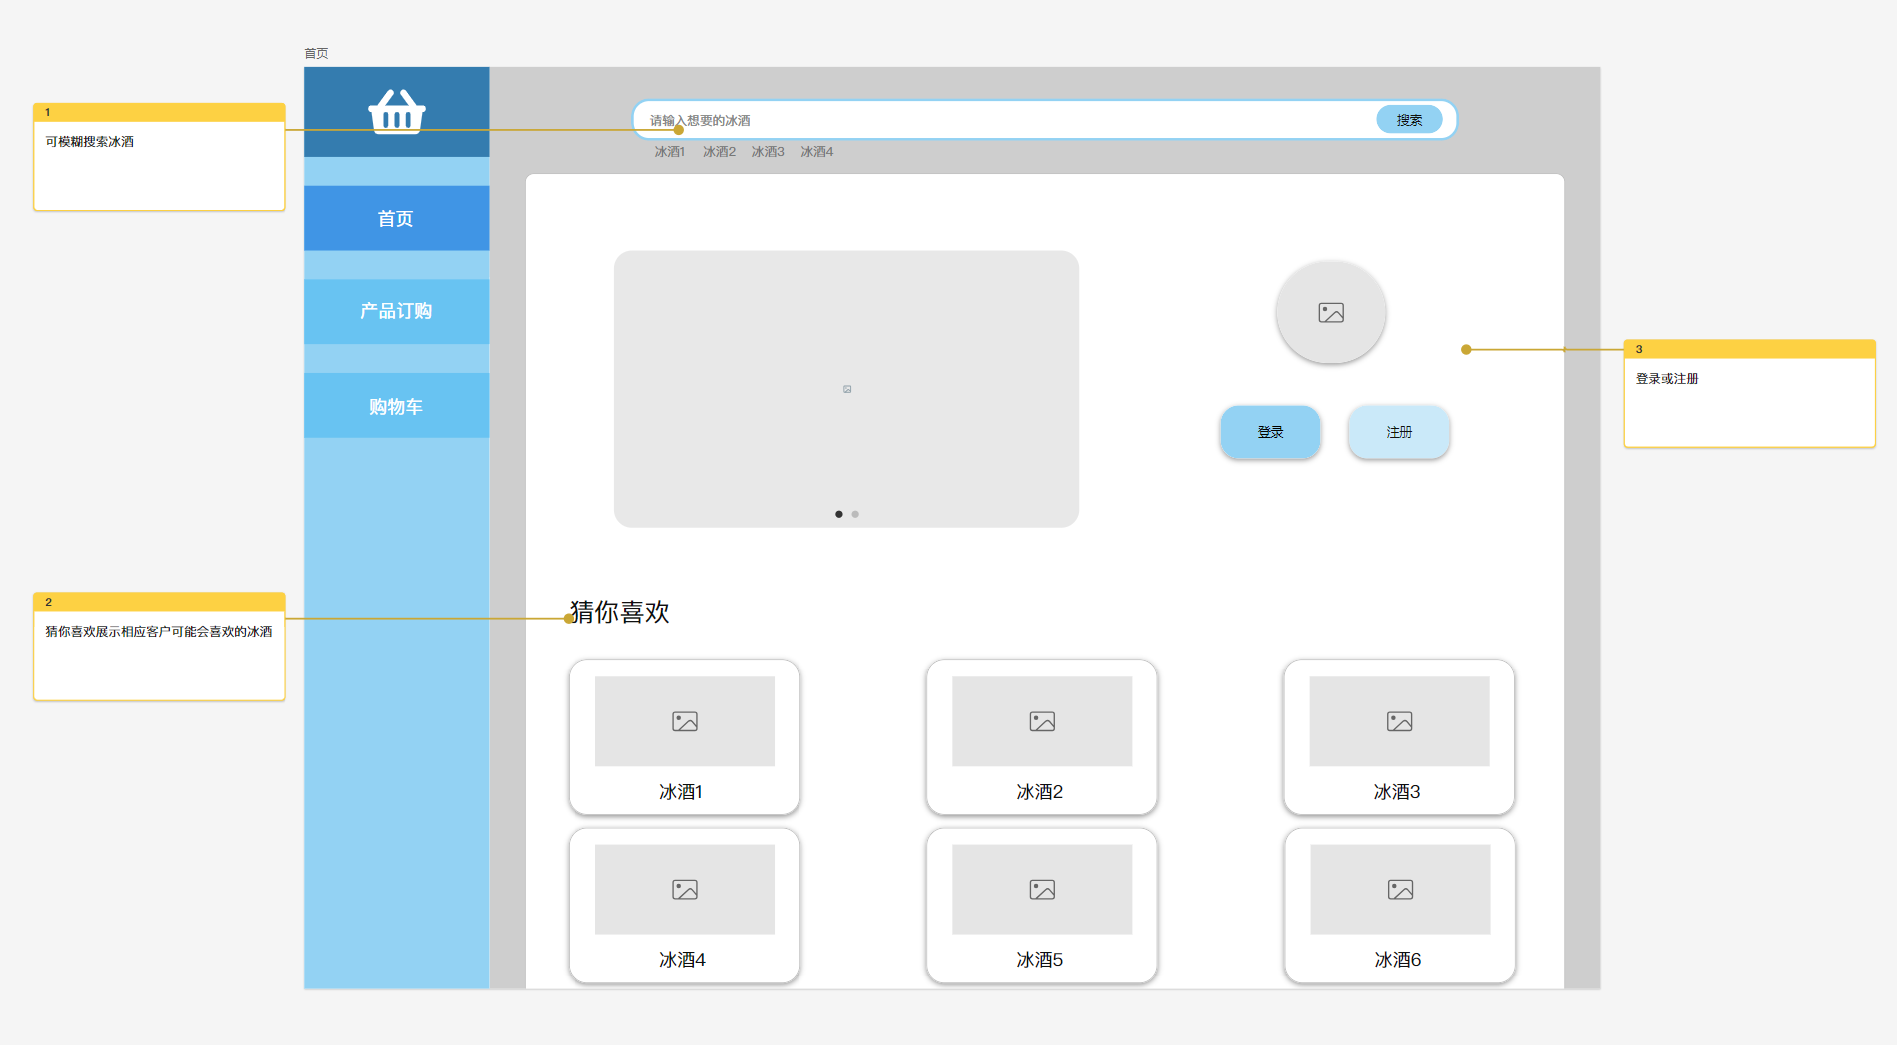 首页
1
可模糊搜索冰酒
请输入想要的冰酒
搜索
冰酒1 冰酒2 冰酒3 冰酒4
首页
产品订购
购物车
3
登录或注册
登录 注册
2
猜你喜欢展示相应客户可能会喜欢的冰酒
猜你喜欢
冰酒1 冰酒2 冰酒3
冰酒4 冰酒5 冰酒6